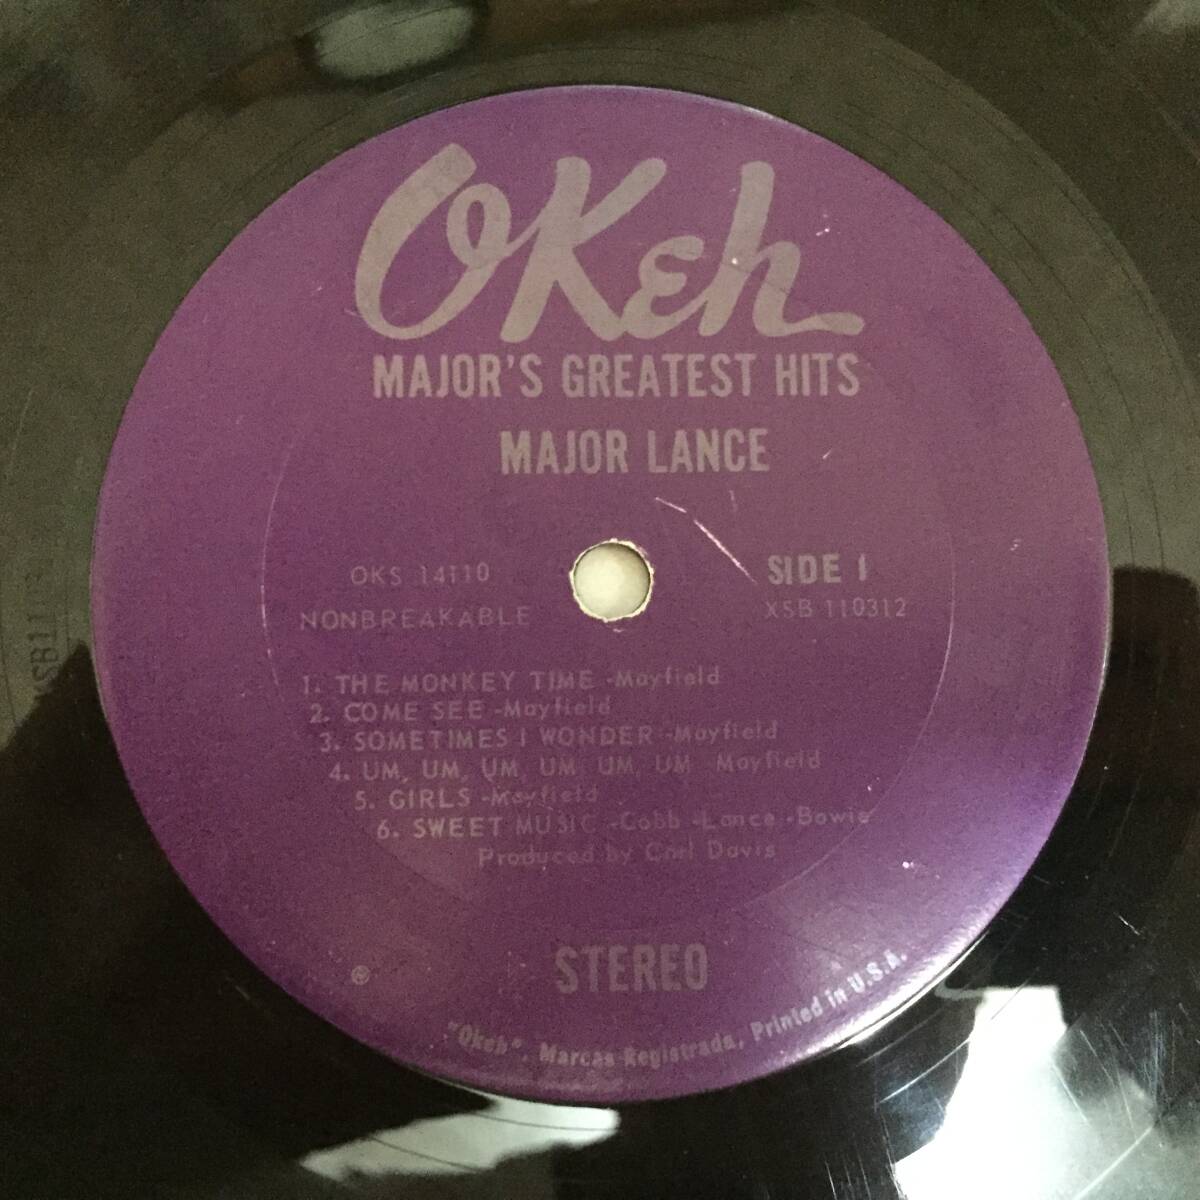 OKeh
MAJOR'S GREATEST HITS
MAJOR LANCE
OKS 14110
NONBREAKABLE
SIDE 1
XSB 110312
1. THE MONKEY TIME -Mayfield
2. COME SEE -Mayfield
3. SOMETIMES I WONDER -Mayfield
4. UM, UM, UM, UM, UM, UM -Mayfield
5. GIRLS -Mayfield
6. SWEET MUSIC -Cobb -Lance -Bowie
Produced by Carl Davis
®
STEREO
"Okeh", Marcas Registrada, Printed in U.S.A.